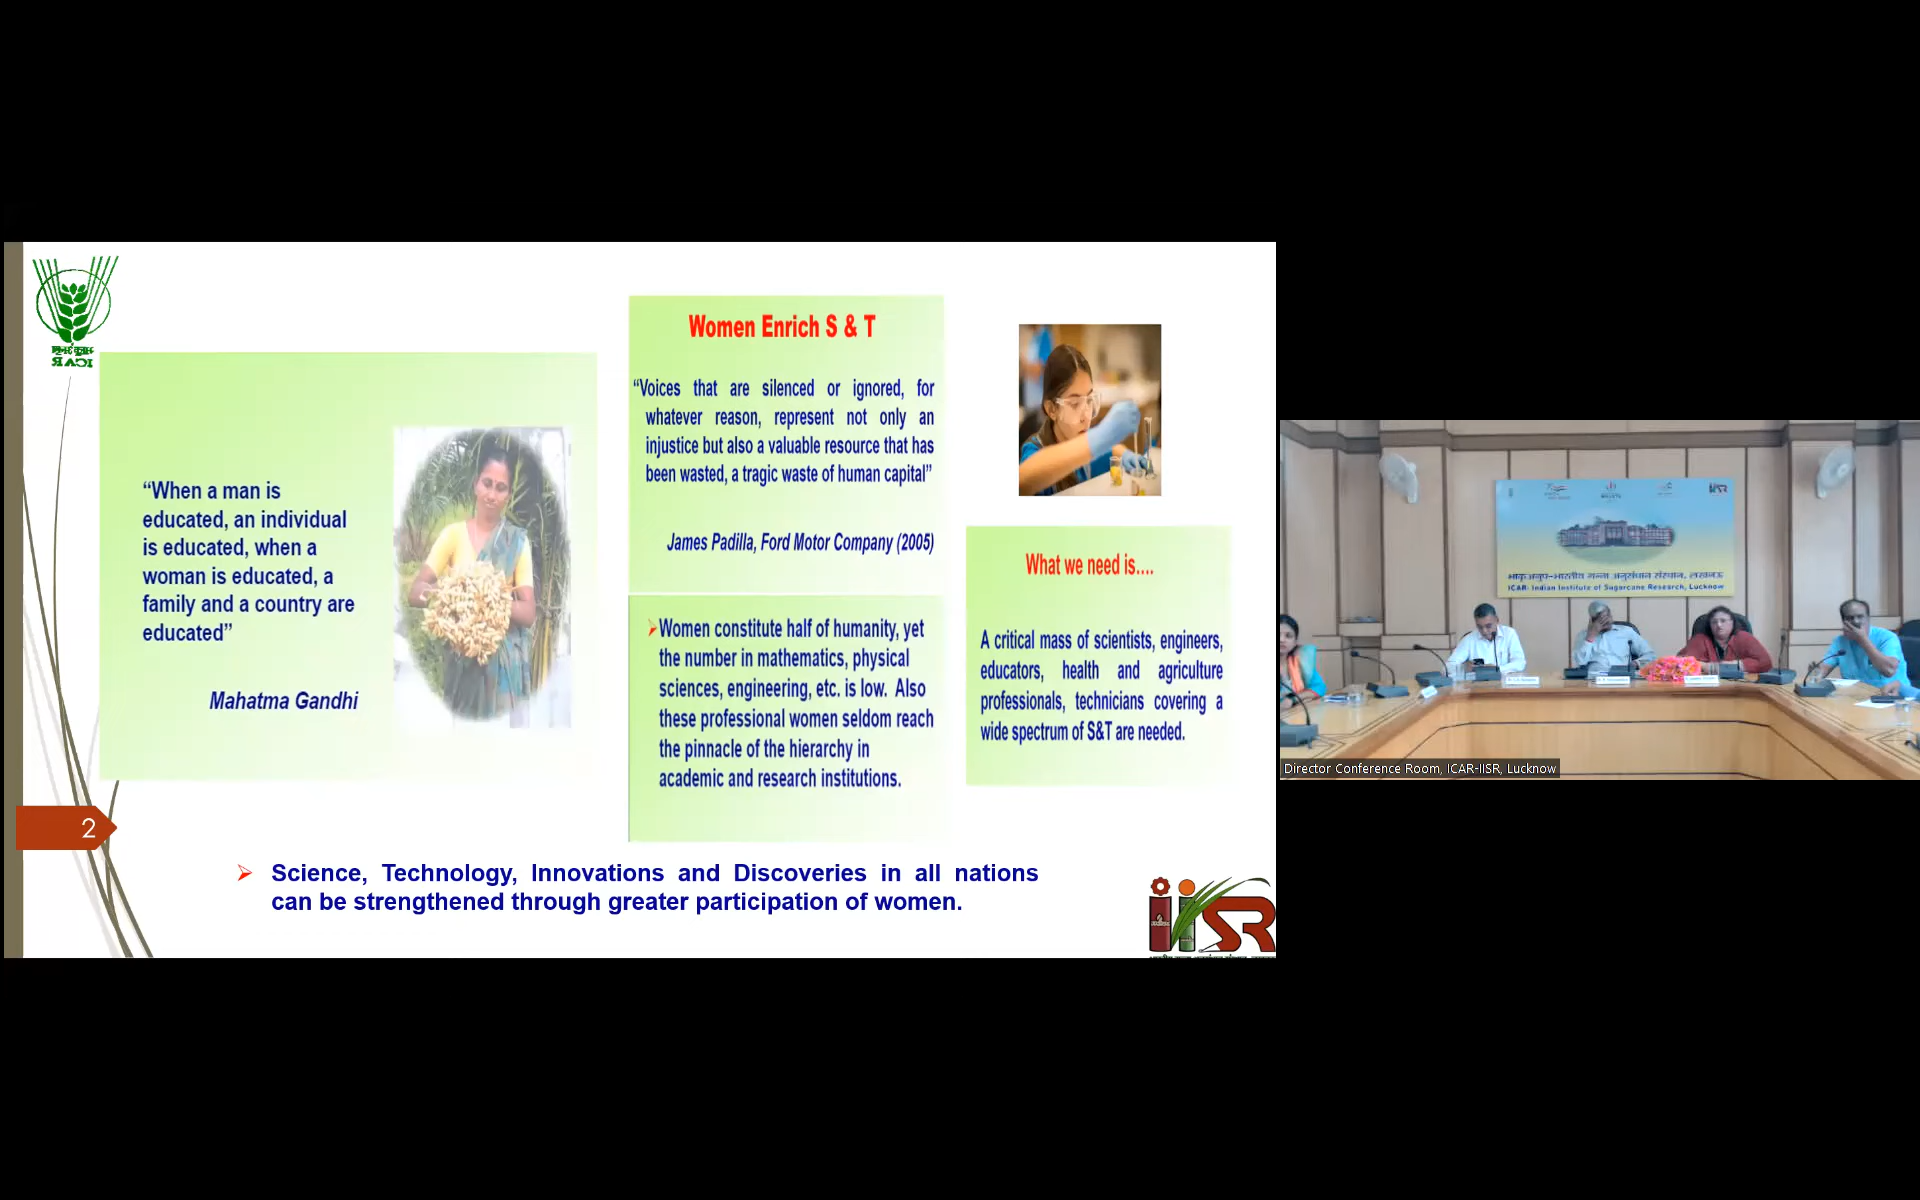 भाकृअनुप
ICAR
“When a man is
educated, an individual
is educated, when a
woman is educated, a
family and a country are
educated”
Mahatma Gandhi
Women Enrich S & T
“Voices that are silenced or ignored, for
whatever reason, represent not only an
injustice but also a valuable resource that has
been wasted, a tragic waste of human capital”
James Padilla, Ford Motor Company (2005)
➢Women constitute half of humanity, yet
the number in mathematics, physical
sciences, engineering, etc. is low. Also
these professional women seldom reach
the pinnacle of the hierarchy in
academic and research institutions.
What we need is....
A critical mass of scientists, engineers,
educators, health and agriculture
professionals, technicians covering a
wide spectrum of S&T are needed.
2
➢ Science, Technology, Innovations and Discoveries in all nations
can be strengthened through greater participation of women.
iiSR
भाकृअनुप-भारतीय गन्ना अनुसंधान संस्थान, लखनऊ
ICAR: Indian Institute of Sugarcane Research, Lucknow
Director Conference Room, ICAR-IISR, Lucknow